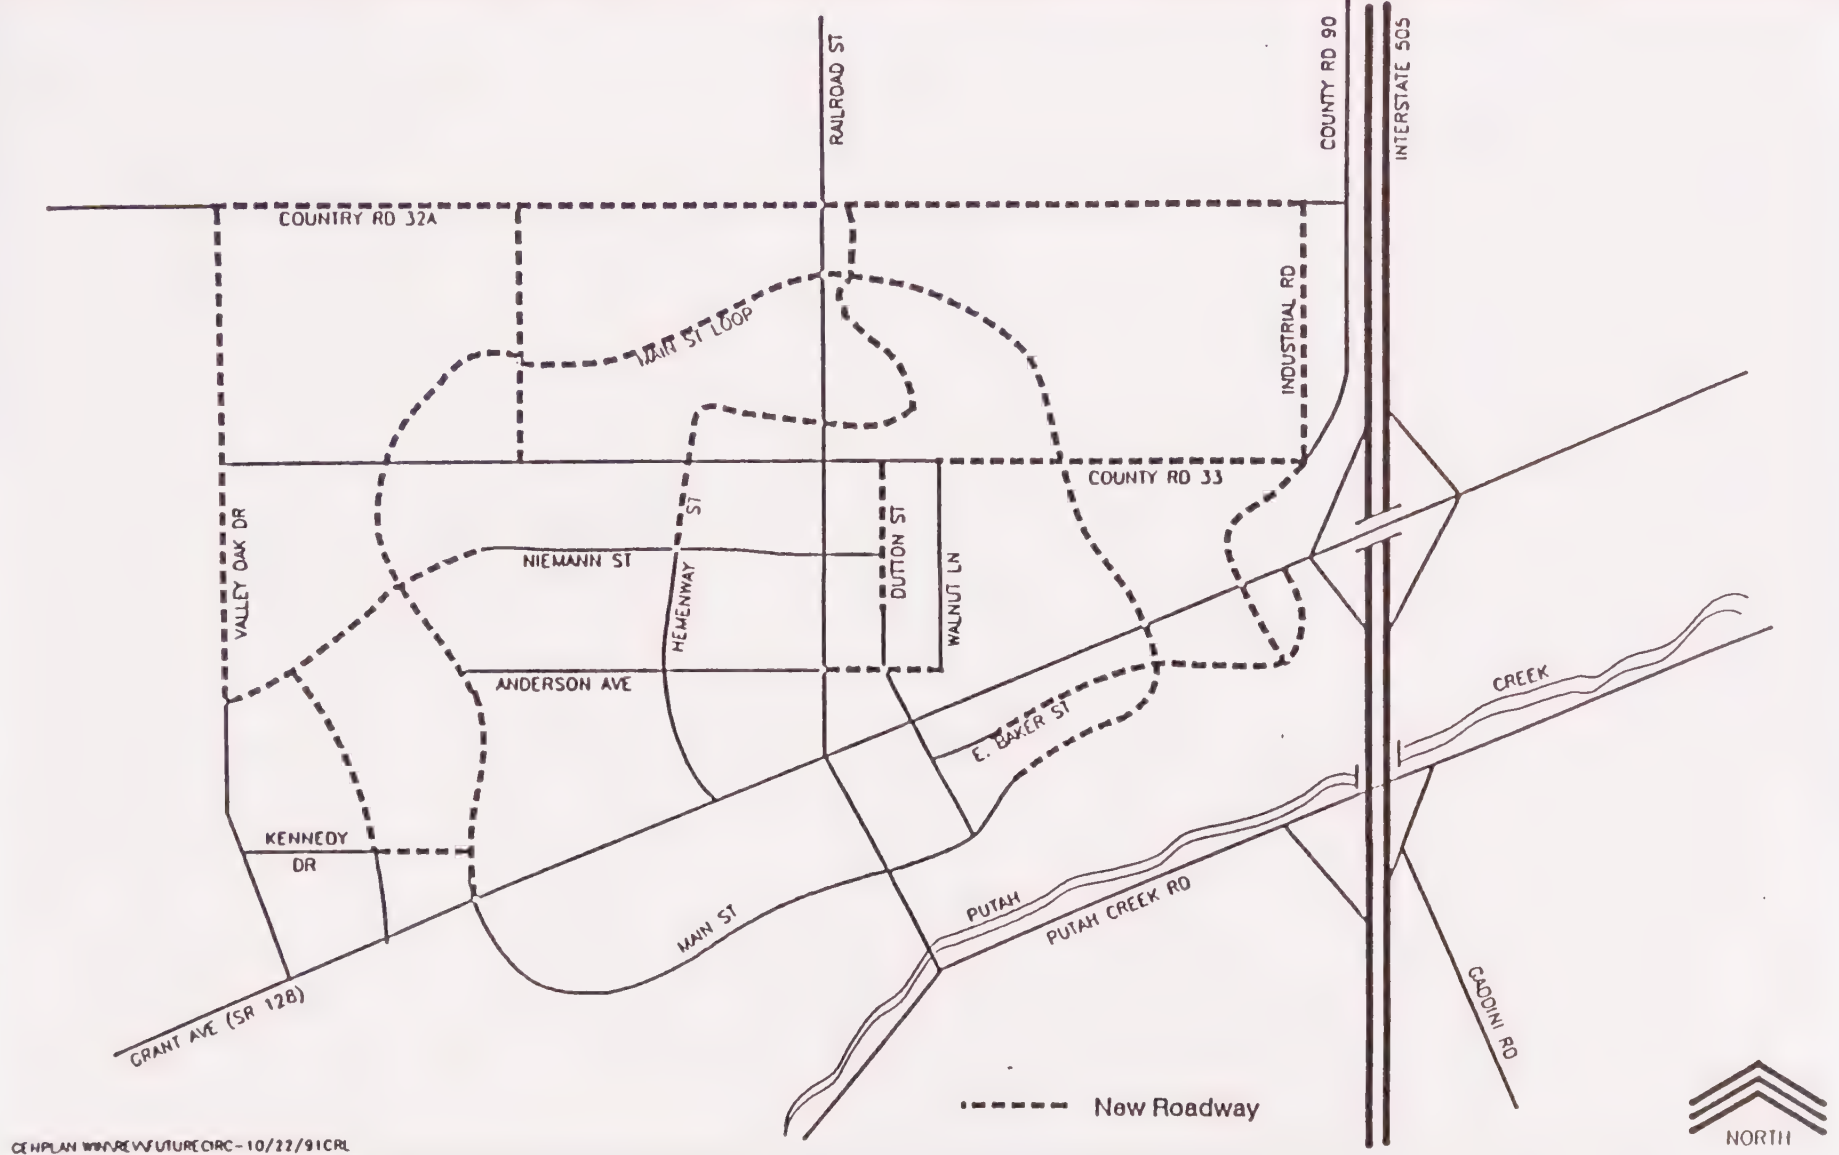 RAILROAD ST
COUNTY RD 90
INTERSTATE 505
COUNTRY RD 32A
MAIN ST LOOP
INDUSTRIAL RD
COUNTY RD 33
VALLEY OAK DR
NIEMANN ST
HEMENWAY ST
DUTTON ST
WALNUT LN
ANDERSON AVE
E. BAKER ST
CREEK
KENNEDY
DR
MAIN ST
PUTAH
PUTAH CREEK RD
GRANT AVE (SR 128)
GADDINI RD
New Roadway
NORTH